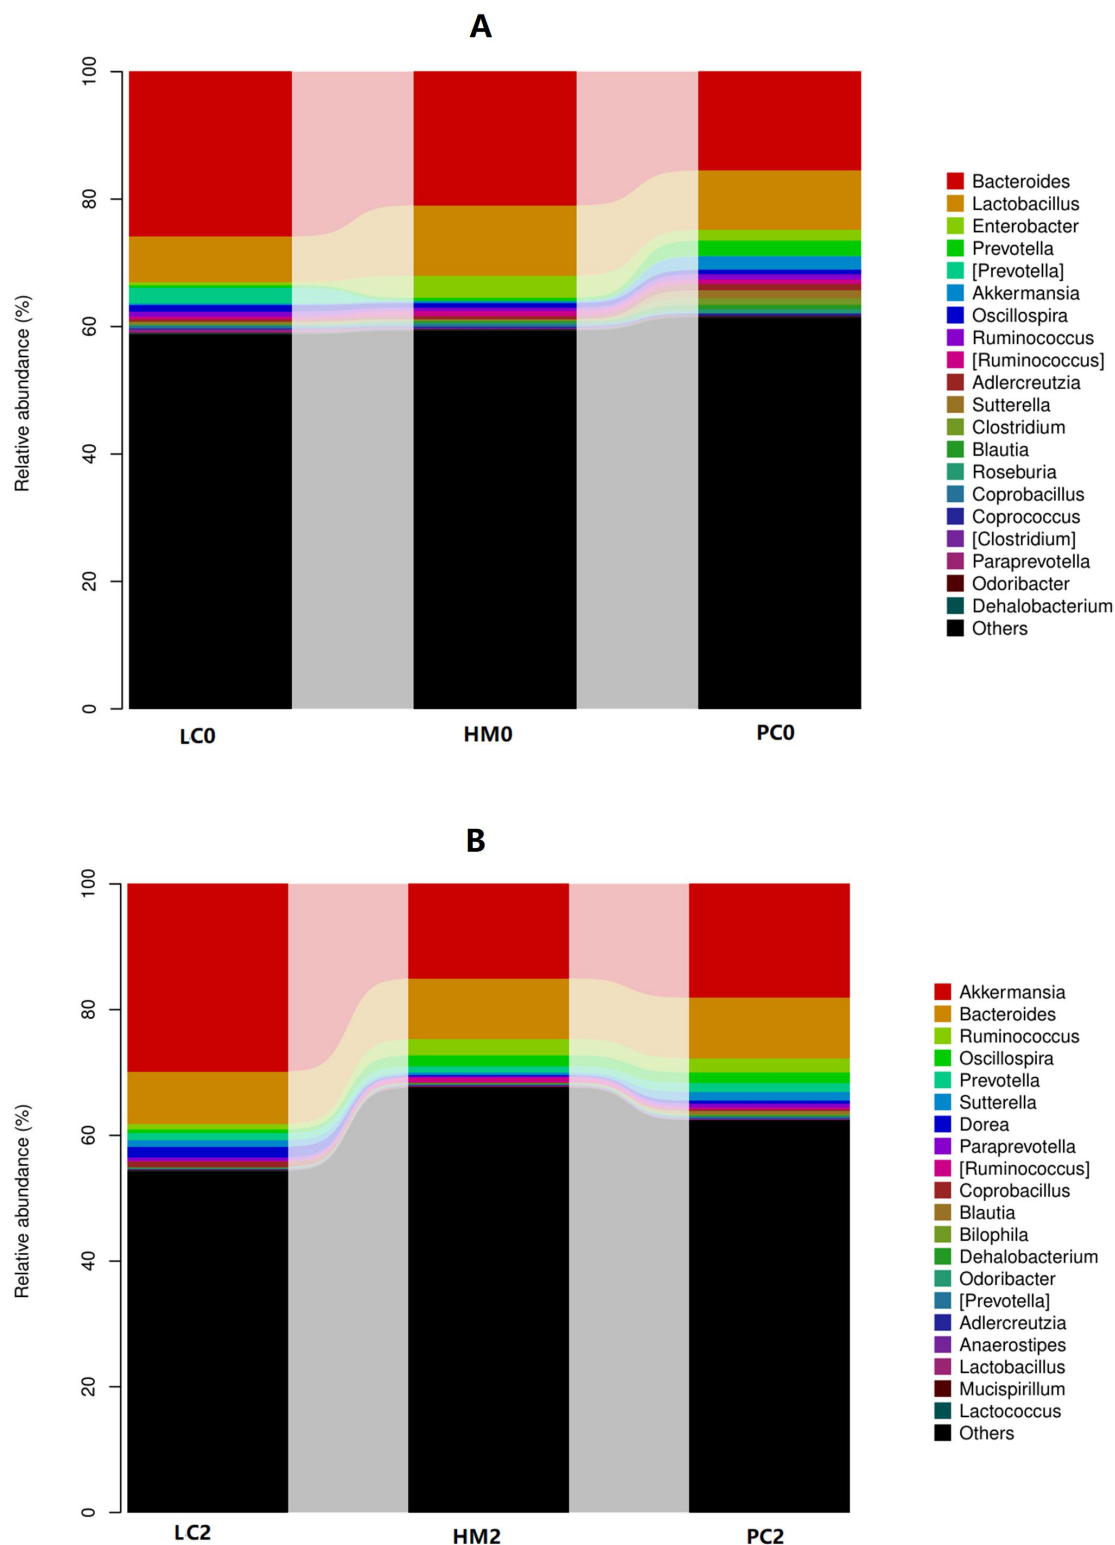 A
Relative abundance (%)
100
80
60
40
20
0
LC0
HM0
PC0
Bacteroides
Lactobacillus
Enterobacter
Prevotella
[Prevotella]
Akkermansia
Oscillospira
Ruminococcus
[Ruminococcus]
Adlercreutzia
Sutterella
Clostridium
Blautia
Roseburia
Coprobacillus
Coprococcus
[Clostridium]
Paraprevotella
Odoribacter
Dehalobacterium
Others
B
Relative abundance (%)
100
80
60
40
20
0
LC2
HM2
PC2
Akkermansia
Bacteroides
Ruminococcus
Oscillospira
Prevotella
Sutterella
Dorea
Paraprevotella
[Ruminococcus]
Coprobacillus
Blautia
Bilophila
Dehalobacterium
Odoribacter
[Prevotella]
Adlercreutzia
Anaerostipes
Lactobacillus
Mucispirillum
Lactococcus
Others